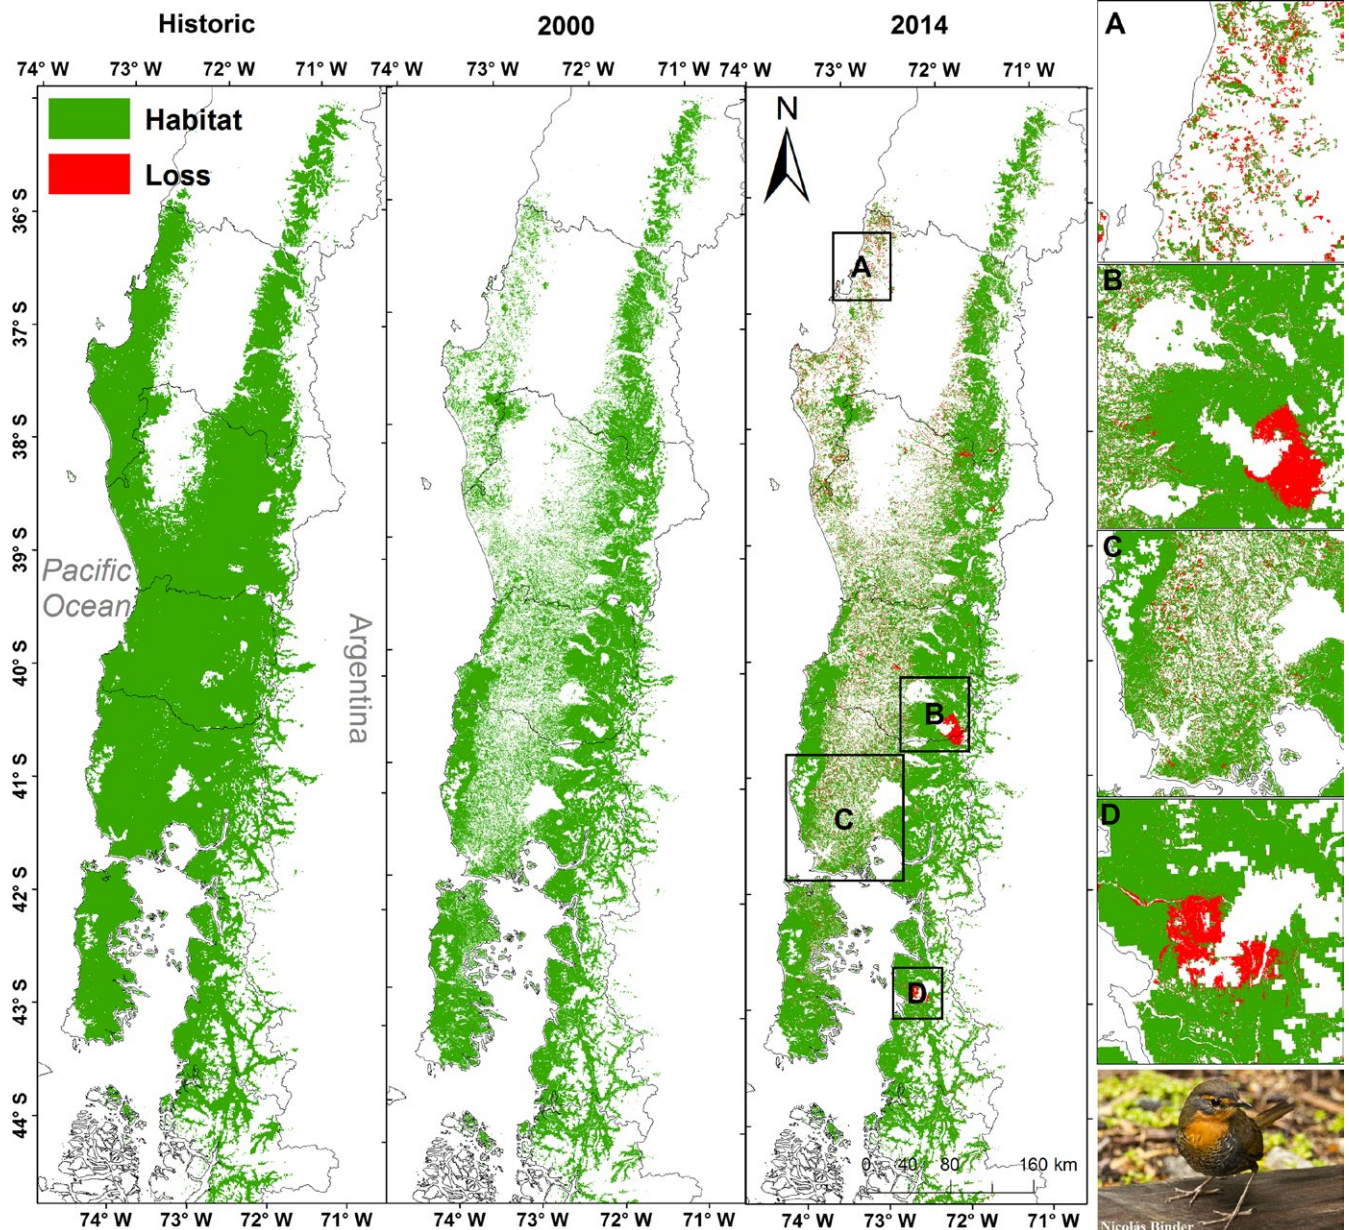 Historic
2000
2014
74° W 73° W 72° W 71° W 74° W 73° W 72° W 71° W 74° W 73° W 72° W 71° W
Habitat
Loss
N
36° S
37° S
38° S
39° S
40° S
41° S
42° S
43° S
44° S
Pacific
Ocean
Argentina
A
B
C
D
0 40 80 160 km
74° W 73° W 72° W 71° W 74° W 73° W 72° W 71° W 74° W 73° W 72° W 71° W
A
B
C
D
Nicolás Binder